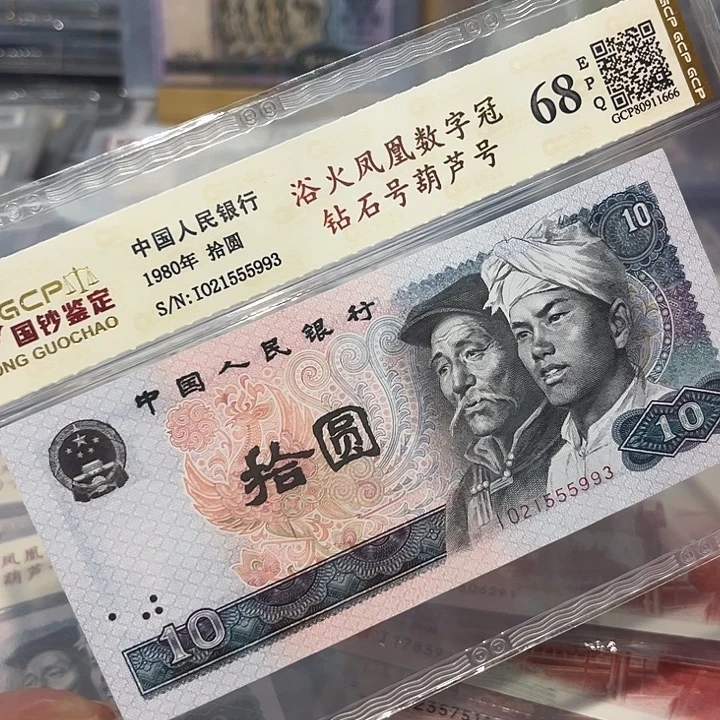 GCP GCP GCP
68
EPQ
GCP80911666
浴火凤凰数字冠
钻石号葫芦号
中国人民银行
1980年 拾圆
S/N:I021555993
GCP
国钞鉴定
ONG GUOCHAO
中国人民银行
拾圆
10
10
I021555993
10